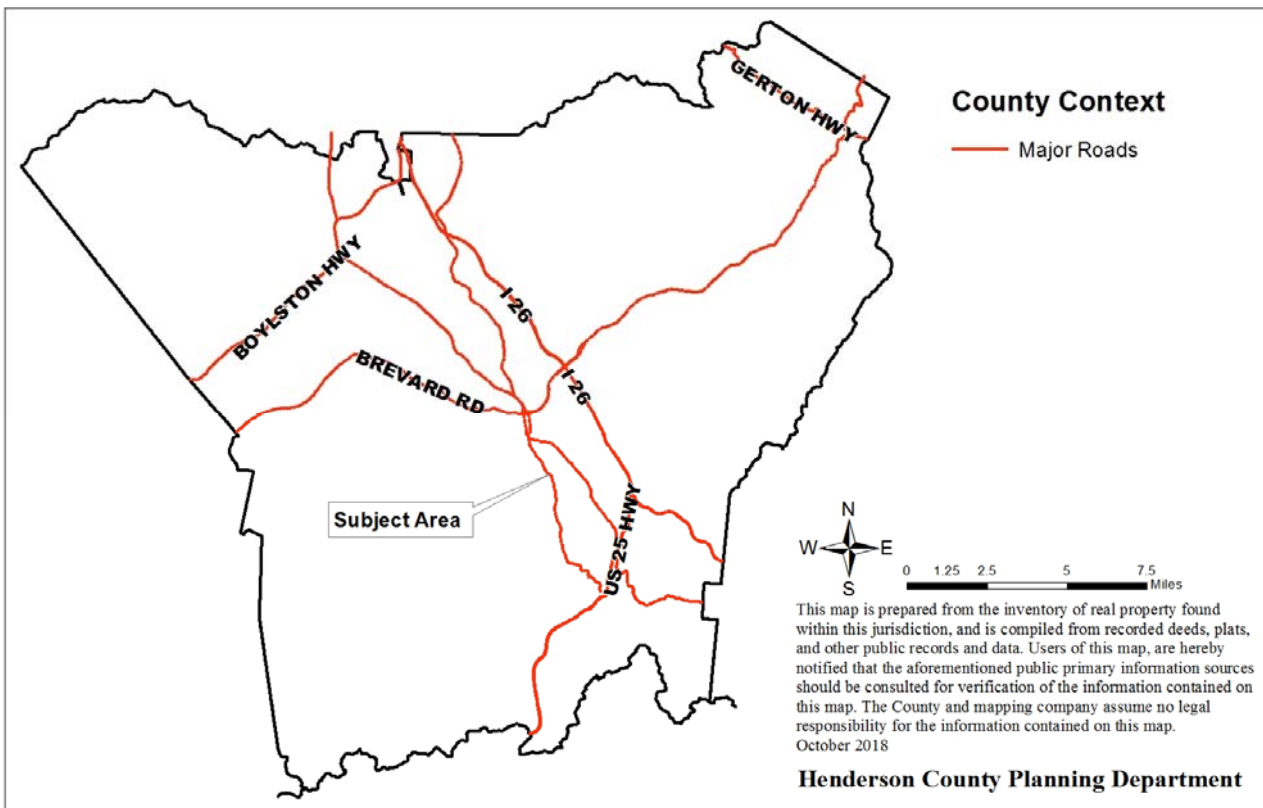 GERTON HWY
County Context
Major Roads
BOYLSTON HWY
I 26
BREVARD RD
I 26
Subject Area
US-25 HWY
N
W
E
S
0 1.25 2.5 5 7.5
Miles
This map is prepared from the inventory of real property found
within this jurisdiction, and is compiled from recorded deeds, plats,
and other public records and data. Users of this map, are hereby
notified that the aforementioned public primary information sources
should be consulted for verification of the information contained on
this map. The County and mapping company assume no legal
responsibility for the information contained on this map.
October 2018
Henderson County Planning Department